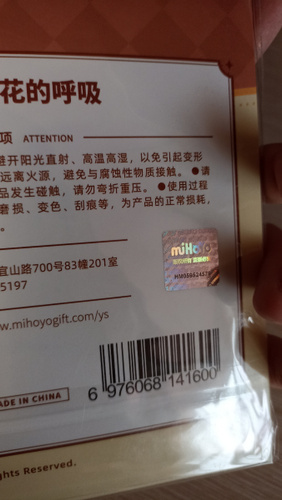 花的呼吸
项 ATTENTION
避开阳光直射、高温高湿，以免引起变形
远离火源，避免与腐蚀性物质接触。●请
品发生碰触，请勿弯折重压。●使用过程
磨损、变色、刮痕等，为产品的正常损耗，
。
宜山路700号83幢201室
5197
miHoYo
www.mihoyogift.com/ys
6 976068 141600
MADE IN CHINA
ights Reserved.